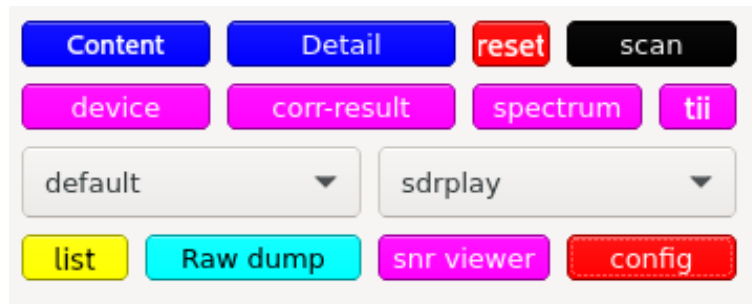 Content Detail reset scan
device corr-result spectrum tii
default sdrplay
list Raw dump snr viewer config